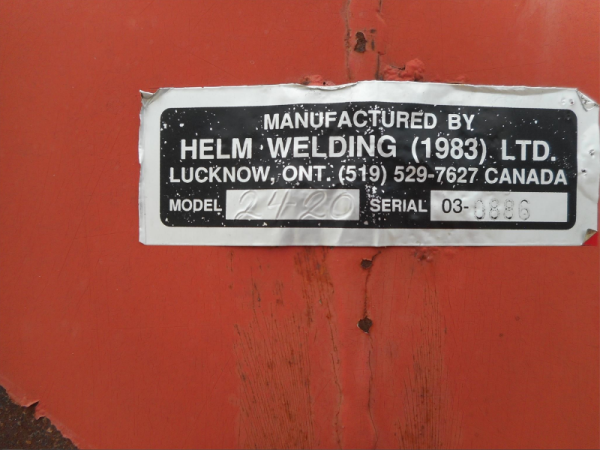 MANUFACTURED BY
HELM WELDING (1983) LTD.
LUCKNOW, ONT. (519) 529-7627 CANADA
MODEL 2420 SERIAL 03-0886